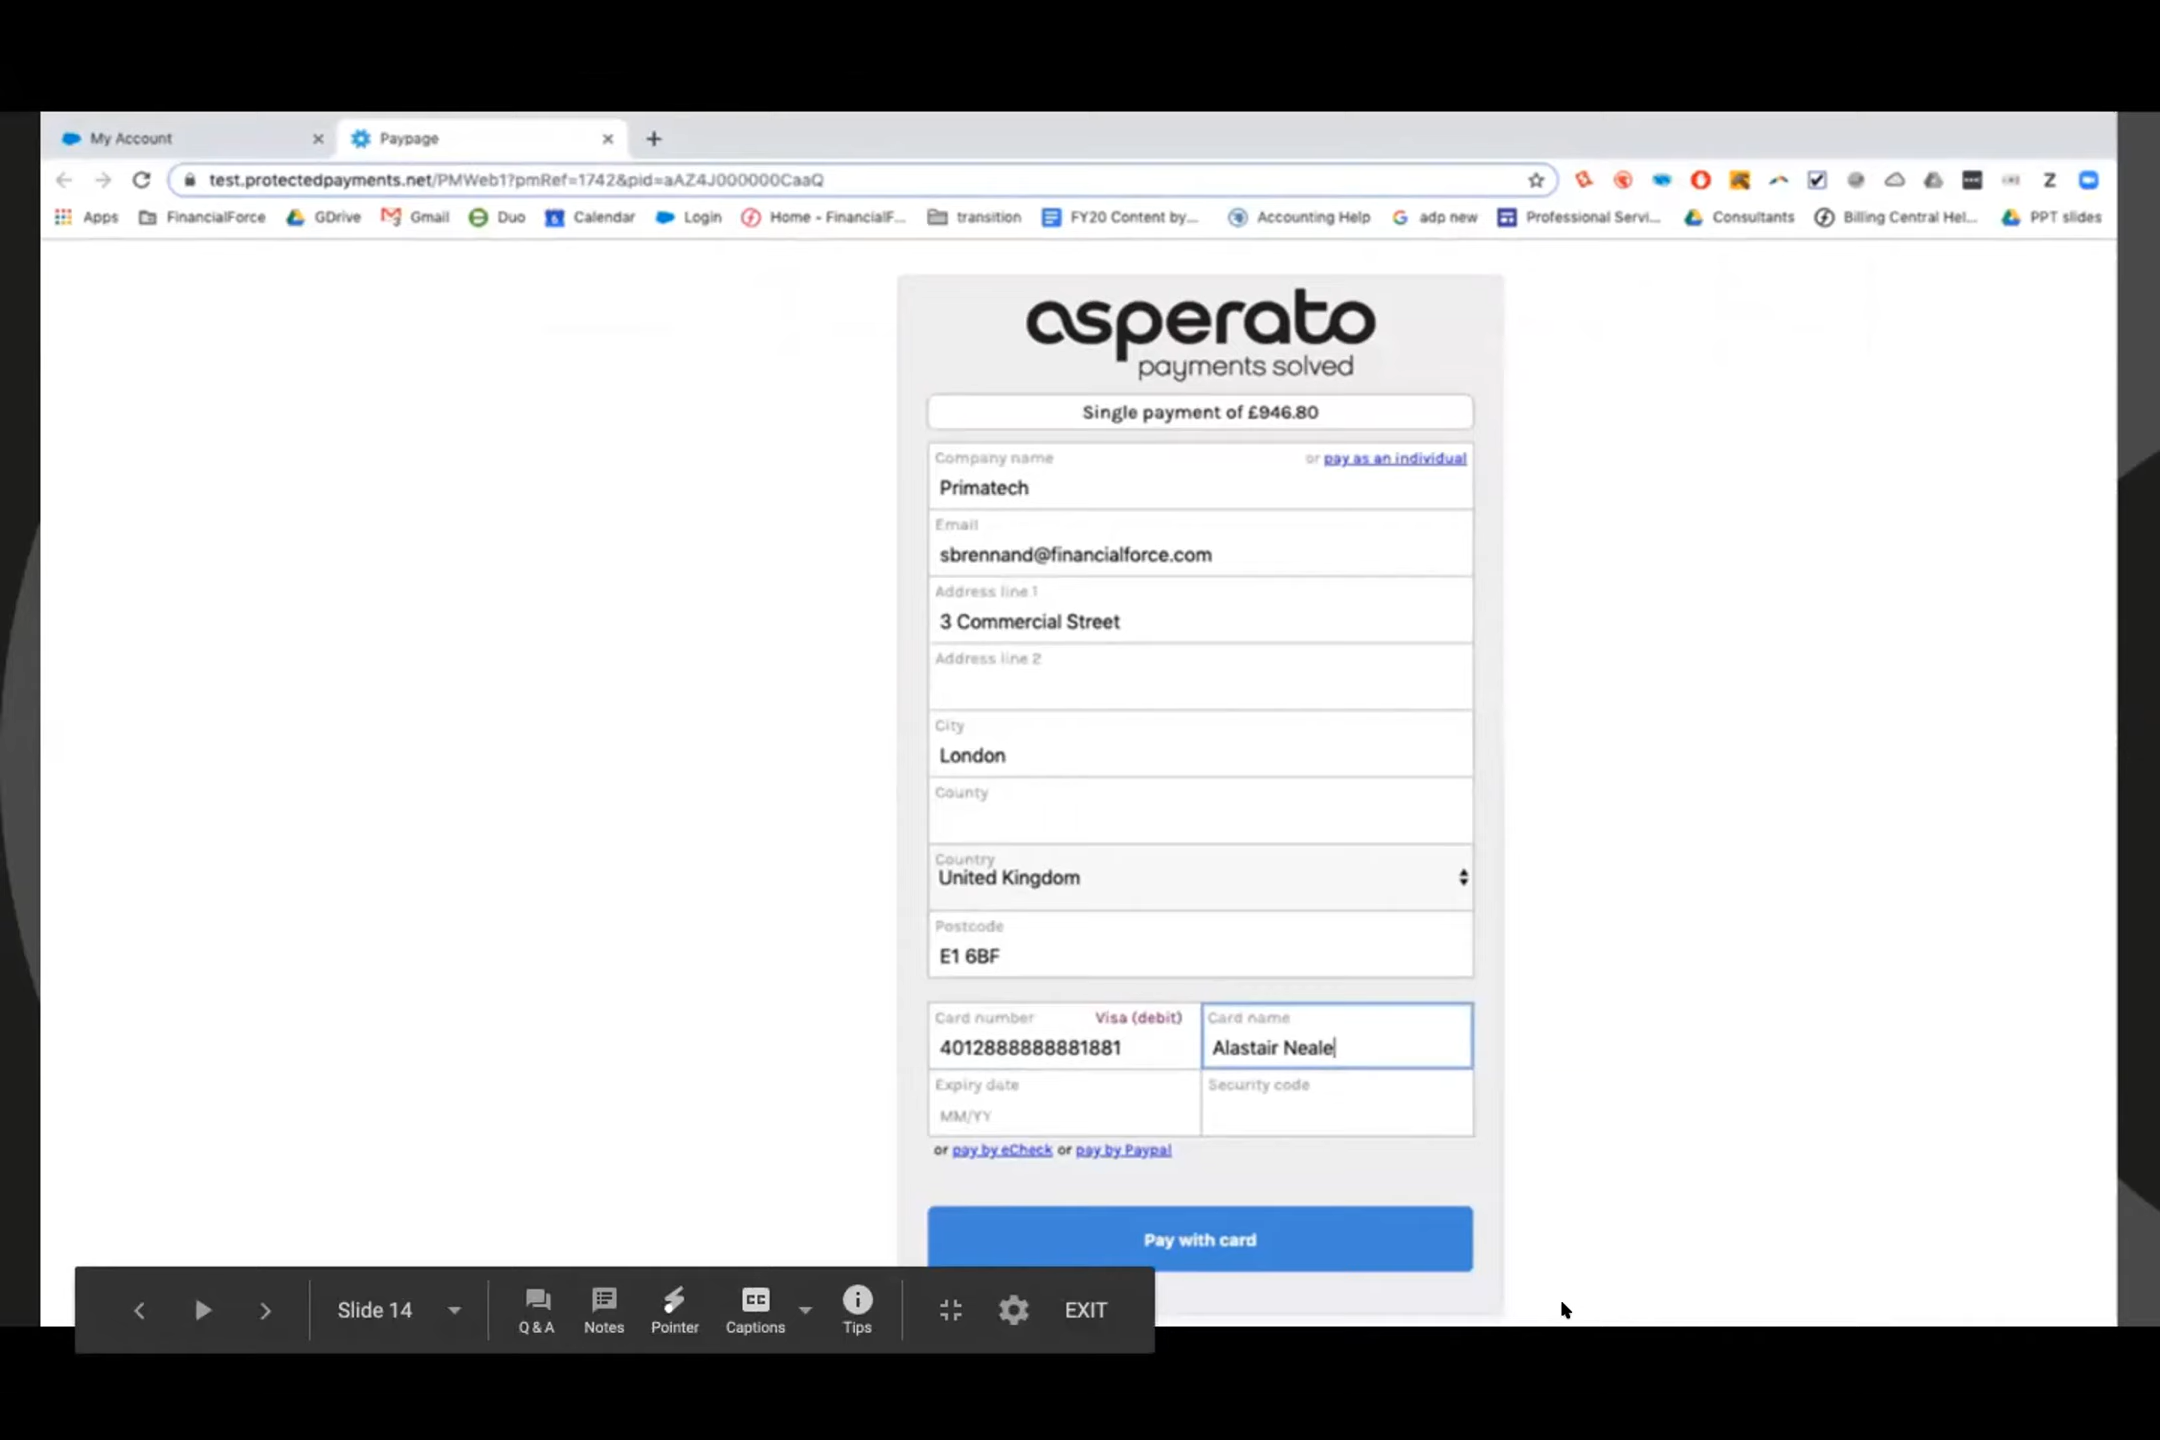 My Account
Paypage
test.protectedpayments.net/PMWeb1?pmRef=1742&pid=aAZ4J000000CaaQ
Apps FinancialForce GDrive Gmail Duo Calendar Login Home - FinancialF... transition FY20 Content by... Accounting Help adp new Professional Servi... Consultants Billing Central Hel... PPT slides
asperato
payments solved
Single payment of £946.80
Company name or pay as an individual
Primatech
Email
sbrennand@financialforce.com
Address line 1
3 Commercial Street
Address line 2
City
London
County
Country
United Kingdom
Postcode
E1 6BF
Card number Visa (debit) Card name
4012888888881881 Alastair Neale
Expiry date Security code
MM/YY
or pay by eCheck or pay by Paypal
Pay with card
Slide 14 Q & A Notes Pointer CC Captions Tips EXIT